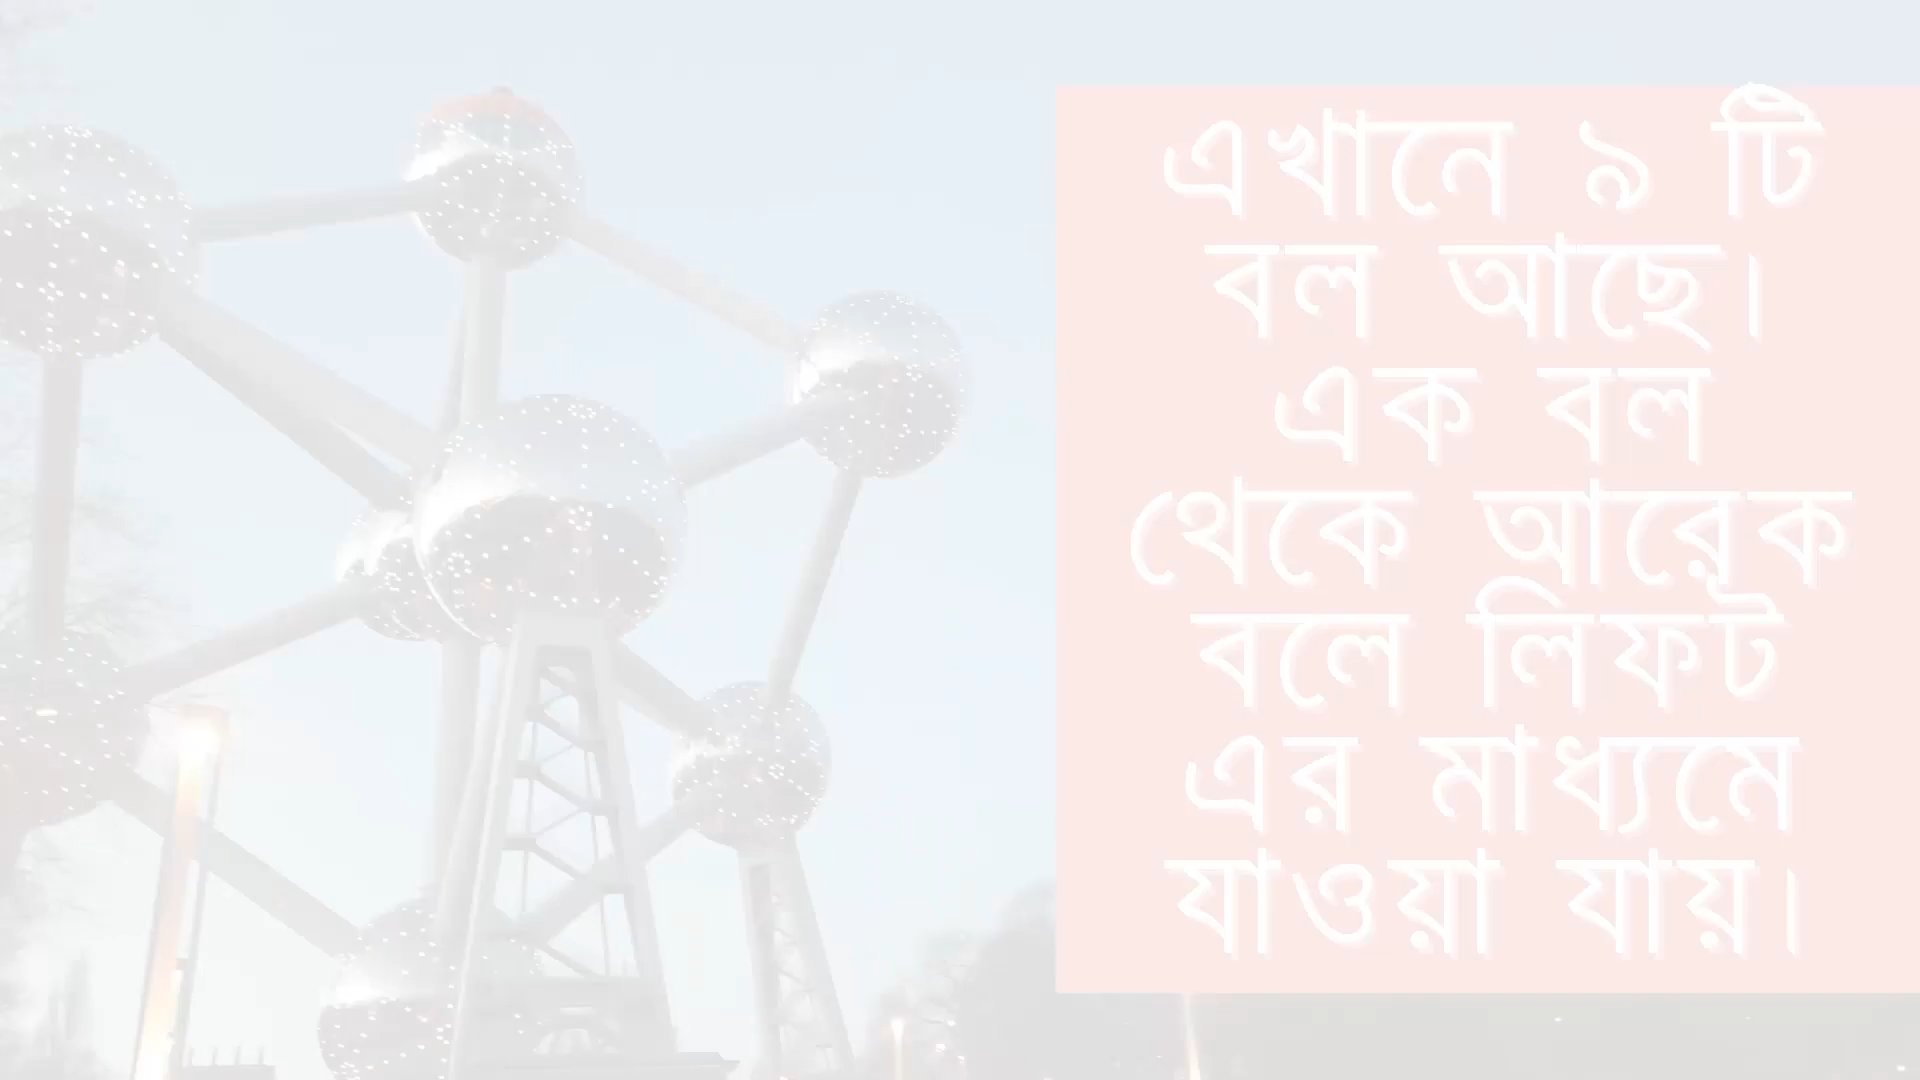 এখানে ৯ টি
বল আছে।
এক বল
থেকে আরেক
বলে লিফট
এর মাধ্যমে
যাওয়া যায়।